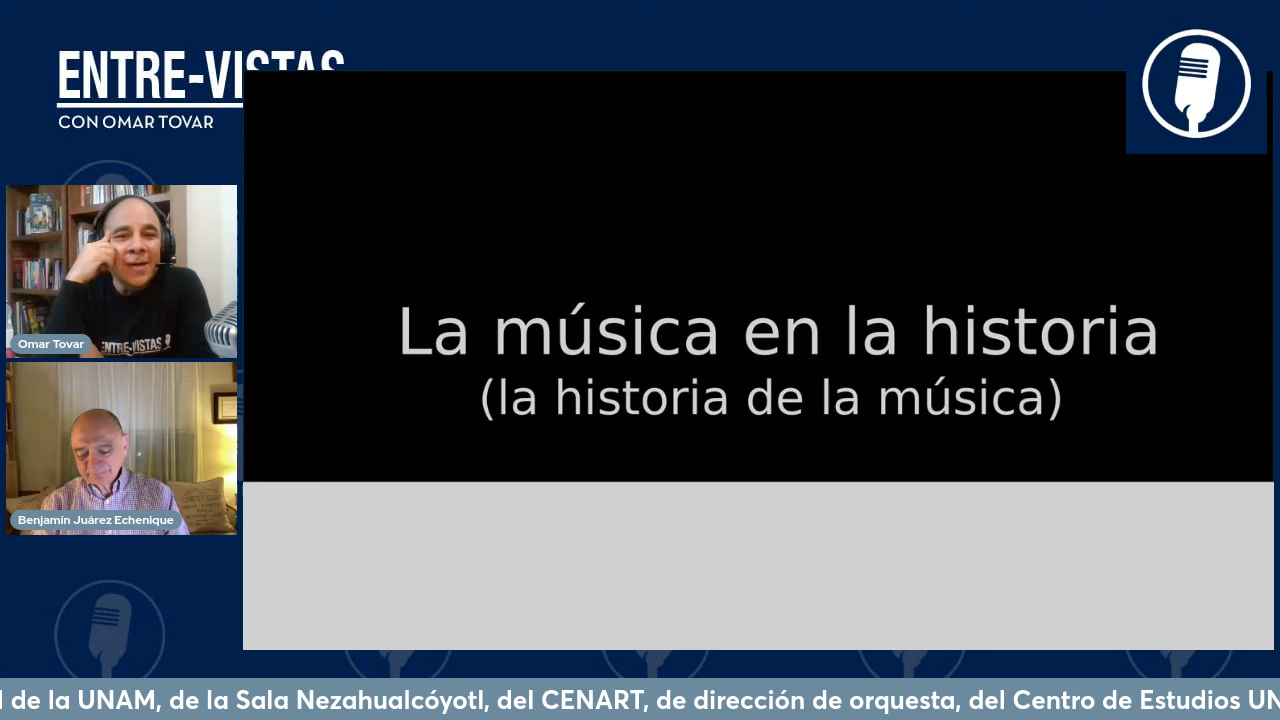 ENTRE-VISTAS
CON OMAR TOVAR
ENTRE-VISTAS
Omar Tovar
Benjamín Juárez Echenique
La música en la historia
(la historia de la música)
de la UNAM, de la Sala Nezahualcóyotl, del CENART, de dirección de orquesta, del Centro de Estudios UN